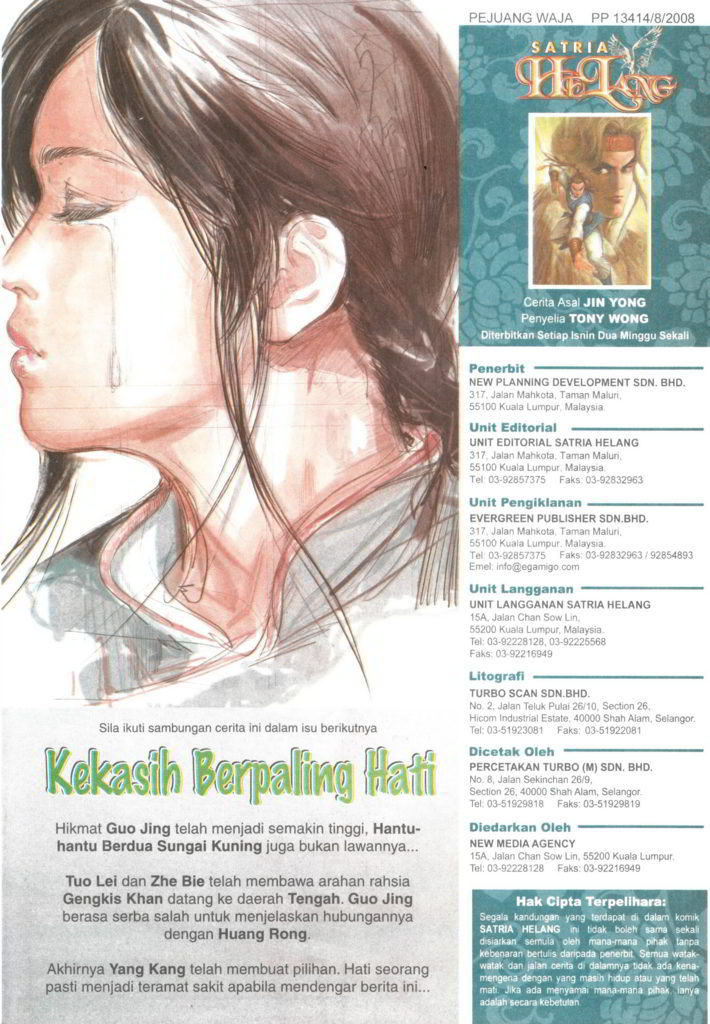 PEJUANG WAJA PP 13414/8/2008
SATRIA
HELANG
Cerita Asal JIN YONG
Penyelia TONY WONG
Diterbitkan Setiap Isnin Dua Minggu Sekali
Penerbit
NEW PLANNING DEVELOPMENT SDN. BHD.
317, Jalan Mahkota, Taman Maluri,
55100 Kuala Lumpur, Malaysia.
Unit Editorial
UNIT EDITORIAL SATRIA HELANG
317, Jalan Mahkota, Taman Maluri,
55100 Kuala Lumpur, Malaysia.
Tel: 03-92857375 Faks: 03-92832963
Unit Pengiklanan
EVERGREEN PUBLISHER SDN.BHD.
317, Jalan Mahkota, Taman Maluri,
55100 Kuala Lumpur, Malaysia.
Tel: 03-92857375 Faks: 03-92832963 / 92854893
Emel: info@egamigo.com
Unit Langganan
UNIT LANGGANAN SATRIA HELANG
15A, Jalan Chan Sow Lin,
55200 Kuala Lumpur, Malaysia.
Tel: 03-92228128, 03-92225568
Faks: 03-92216949
Litografi
TURBO SCAN SDN.BHD.
No. 2, Jalan Teluk Pulai 26/10, Section 26,
Hicom Industrial Estate, 40000 Shah Alam, Selangor.
Tel: 03-51923081 Faks: 03-51922081
Dicetak Oleh
PERCETAKAN TURBO (M) SDN. BHD.
No. 8, Jalan Sekinchan 26/9,
Section 26, 40000 Shah Alam, Selangor.
Tel: 03-51929818 Faks: 03-51929819
Diedarkan Oleh
NEW MEDIA AGENCY
15A, Jalan Chan Sow Lin, 55200 Kuala Lumpur.
Tel: 03-92228128 Faks: 03-92216949
Hak Cipta Terpelihara:
Segala kandungan yang terdapat di dalam komik
SATRIA HELANG ini tidak boleh sama sekali
disiarkan semula oleh mana-mana pihak tanpa
kebenaran bertulis daripada penerbit. Semua watak-
watak dan jalan cerita di dalamnya tidak ada kena-
mengena dengan yang masih hidup atau yang telah
mati. Jika ada menyamai mana-mana pihak, ianya
adalah secara kebetulan.
Sila ikuti sambungan cerita ini dalam isu berikutnya
Kekasih Berpaling Hati
Hikmat Guo Jing telah menjadi semakin tinggi, Hantu-
hantu Berdua Sungai Kuning juga bukan lawannya...
Tuo Lei dan Zhe Bie telah membawa arahan rahsia
Gengkis Khan datang ke daerah Tengah. Guo Jing
berasa serba salah untuk menjelaskan hubungannya
dengan Huang Rong.
Akhirnya Yang Kang telah membuat pilihan. Hati seorang
pasti menjadi teramat sakit apabila mendengar berita ini...